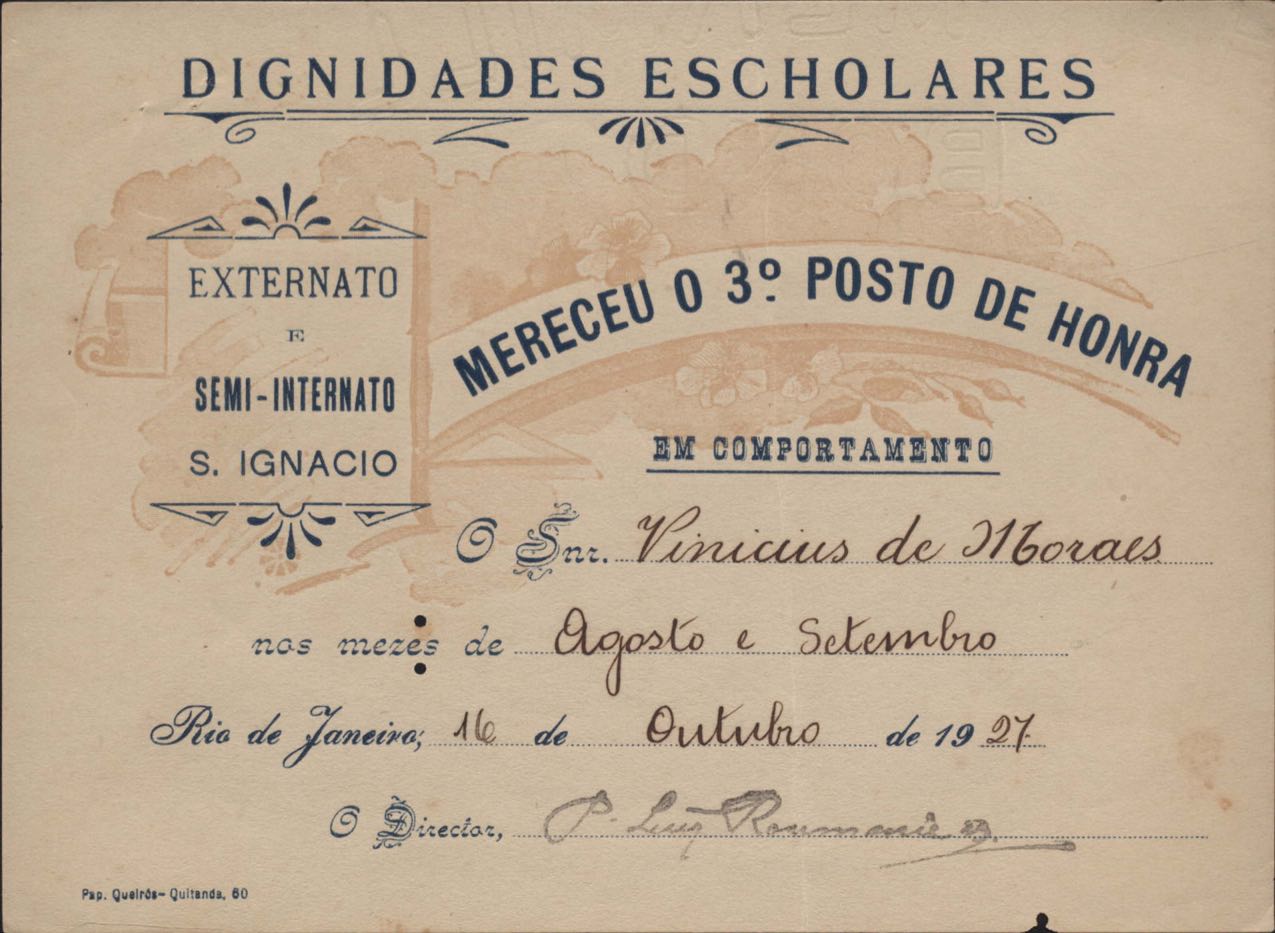 DIGNIDADES ESCHOLARES
EXTERNATO
E
SEMI-INTERNATO
S. IGNACIO
MERECEU O 3º POSTO DE HONRA
EM COMPORTAMENTO
O Snr. Vinicius de Moraes
nos mezes de Agosto e Setembro
Rio de Janeiro, 16 de Outubro de 1927.
O Director, P. Luiz
Pap. Queirós- Quitanda, 60